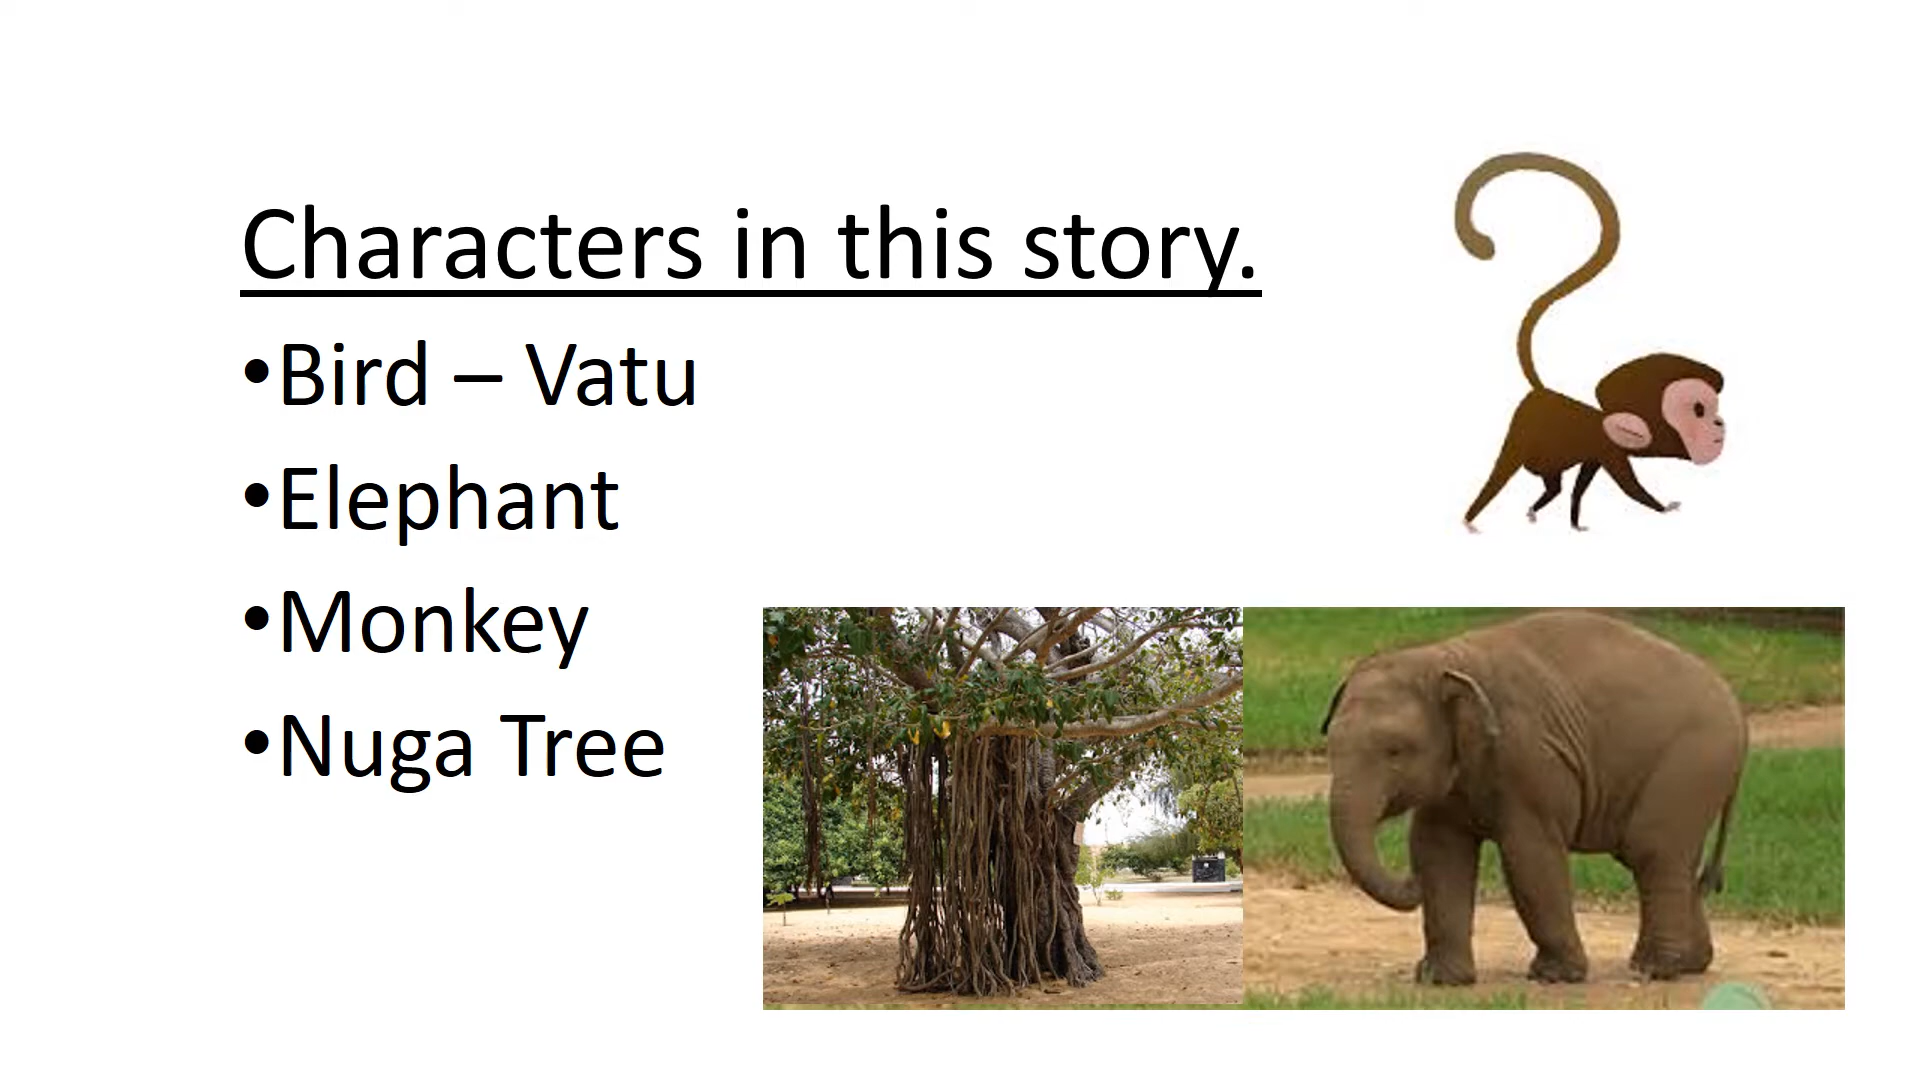 Characters in this story.
•Bird – Vatu
•Elephant
•Monkey
•Nuga Tree